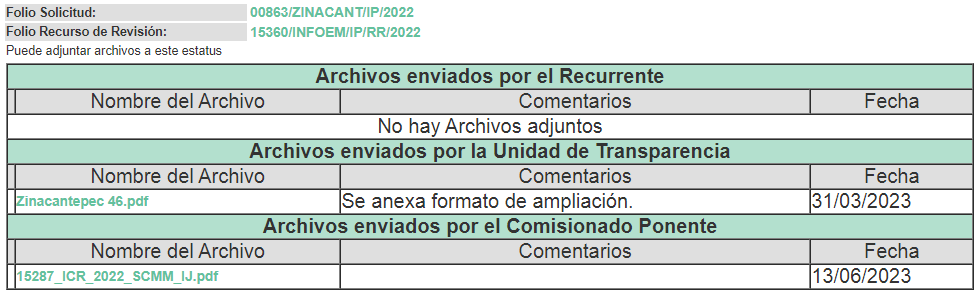 Folio Solicitud: 00863/ZINACANT/IP/2022
Folio Recurso de Revisión: 15360/INFOEM/IP/RR/2022
Puede adjuntar archivos a este estatus
Archivos enviados por el Recurrente
Nombre del Archivo Comentarios Fecha
No hay Archivos adjuntos
Archivos enviados por la Unidad de Transparencia
Nombre del Archivo Comentarios Fecha
Zinacantepec 46.pdf Se anexa formato de ampliación. 31/03/2023
Archivos enviados por el Comisionado Ponente
Nombre del Archivo Comentarios Fecha
15287_ICR_2022_SCMM_IJ.pdf 13/06/2023